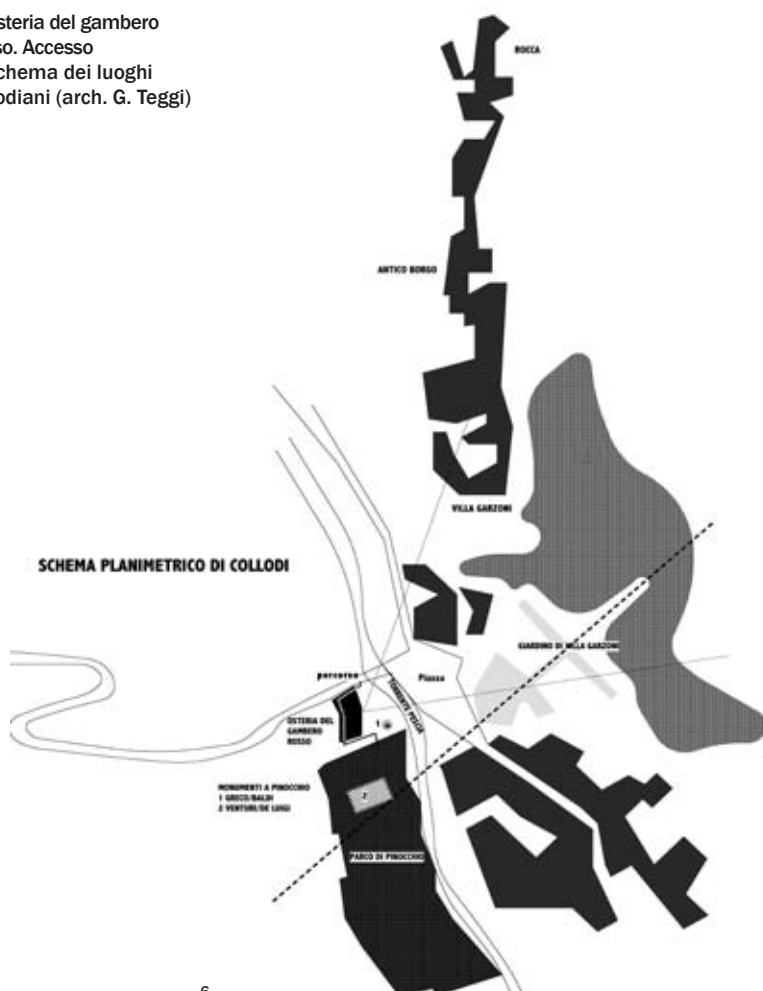 steria del gambero
so. Accesso
chema dei luoghi
odiani (arch. G. Teggi)
ROCCA
ANTICO BORGO
VILLA GARZONI
SCHEMA PLANIMETRICO DI COLLODI
GIARDINO DI VILLA GARZONI
percorso
Piazza
TORRENTE PESCIA
OSTERIA DEL
GAMBERO
ROSSO
1
MONUMENTI A PINOCCHIO
1 GRECO/BALDI
2 VENTURI/DE LUIGI
2
PARCO DI PINOCCHIO
6